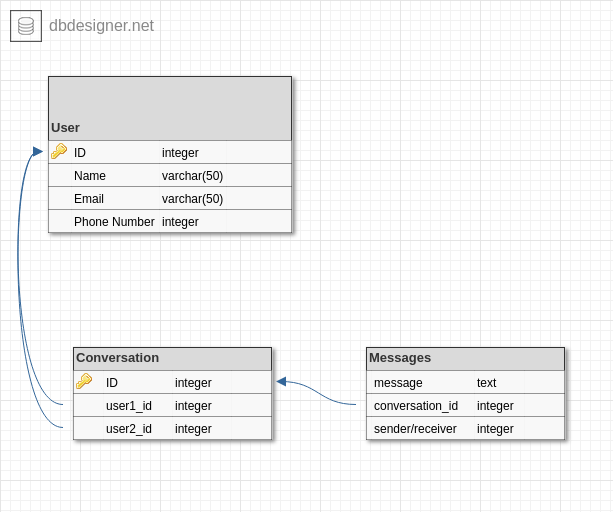 dbdesigner.net
User
ID integer
Name varchar(50)
Email varchar(50)
Phone Number integer
Conversation
ID integer
user1_id integer
user2_id integer
Messages
message text
conversation_id integer
sender/receiver integer